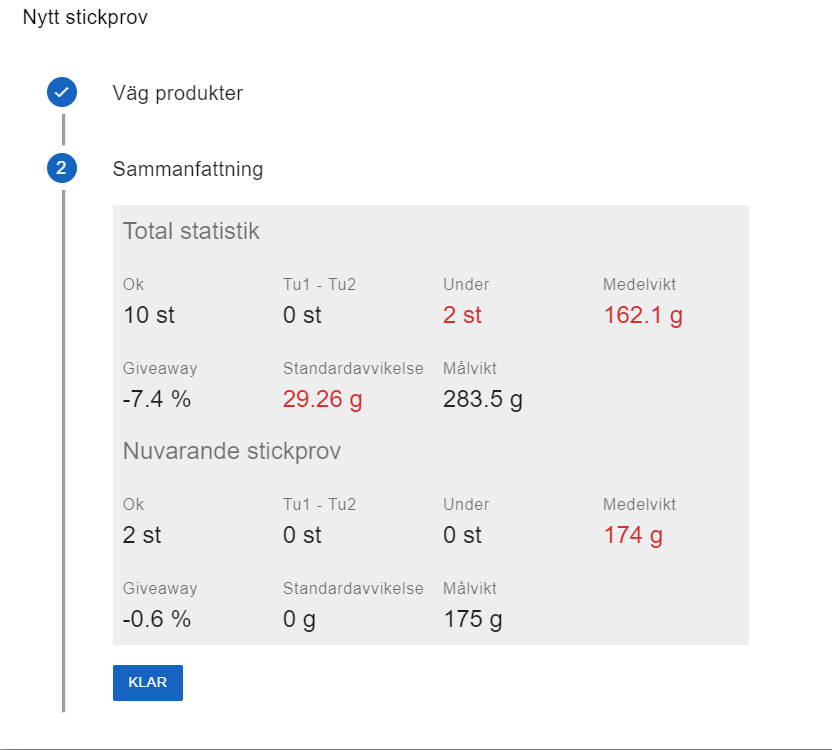 Nytt stickprov
Väg produkter
2 Sammanfattning
Total statistik
Ok Tu1 - Tu2 Under Medelvikt
10 st 0 st 2 st 162.1 g
Giveaway Standardavvikelse Målvikt
-7.4 % 29.26 g 283.5 g
Nuvarande stickprov
Ok Tu1 - Tu2 Under Medelvikt
2 st 0 st 0 st 174 g
Giveaway Standardavvikelse Målvikt
-0.6 % 0 g 175 g
KLAR